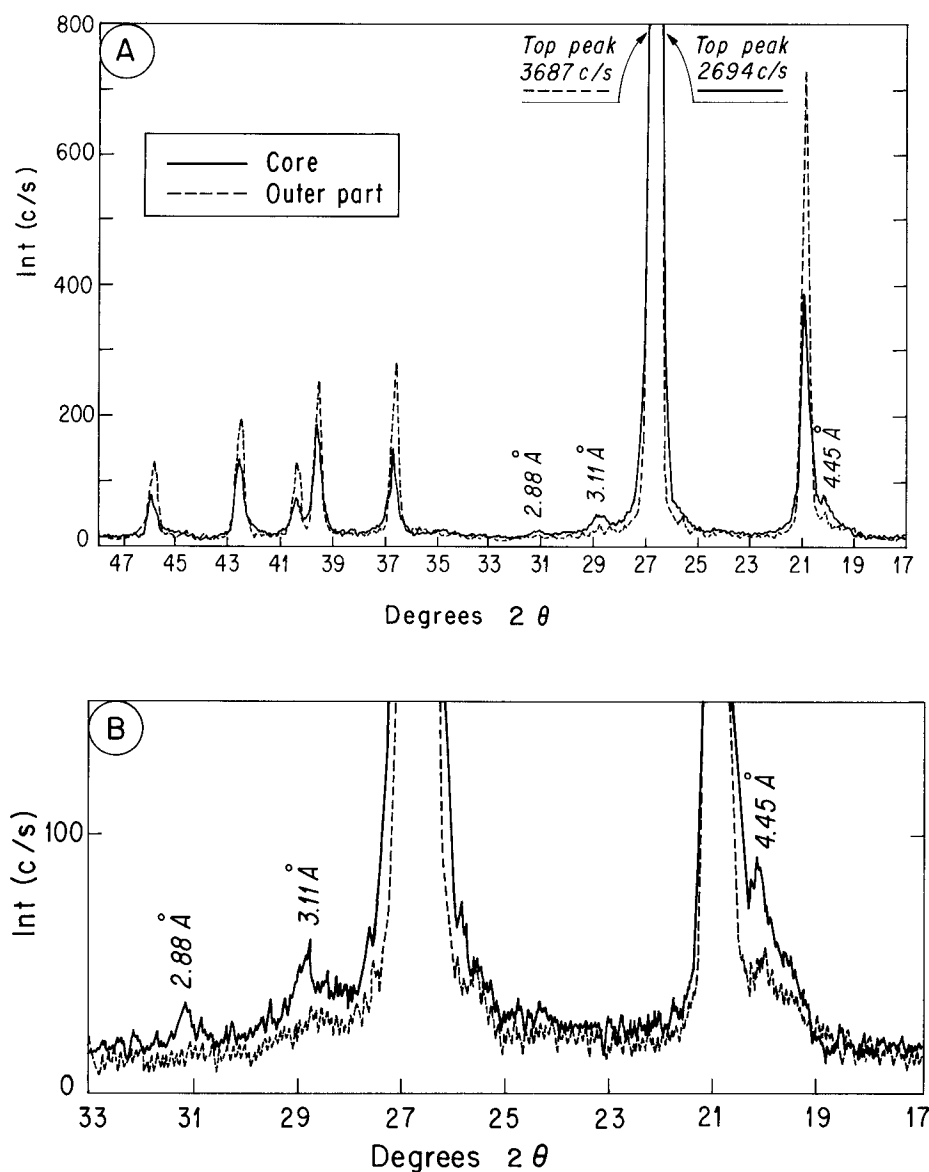 A
800
600
400
200
0
Int (c/s)
Top peak
3687 c/s
Top peak
2694 c/s
Core
Outer part
2.88 Å
3.11 Å
4.45 Å
47 45 43 41 39 37 35 33 31 29 27 25 23 21 19 17
Degrees 2 θ
B
100
0
Int (c/s)
2.88 Å
3.11 Å
4.45 Å
33 31 29 27 25 23 21 19 17
Degrees 2 θ